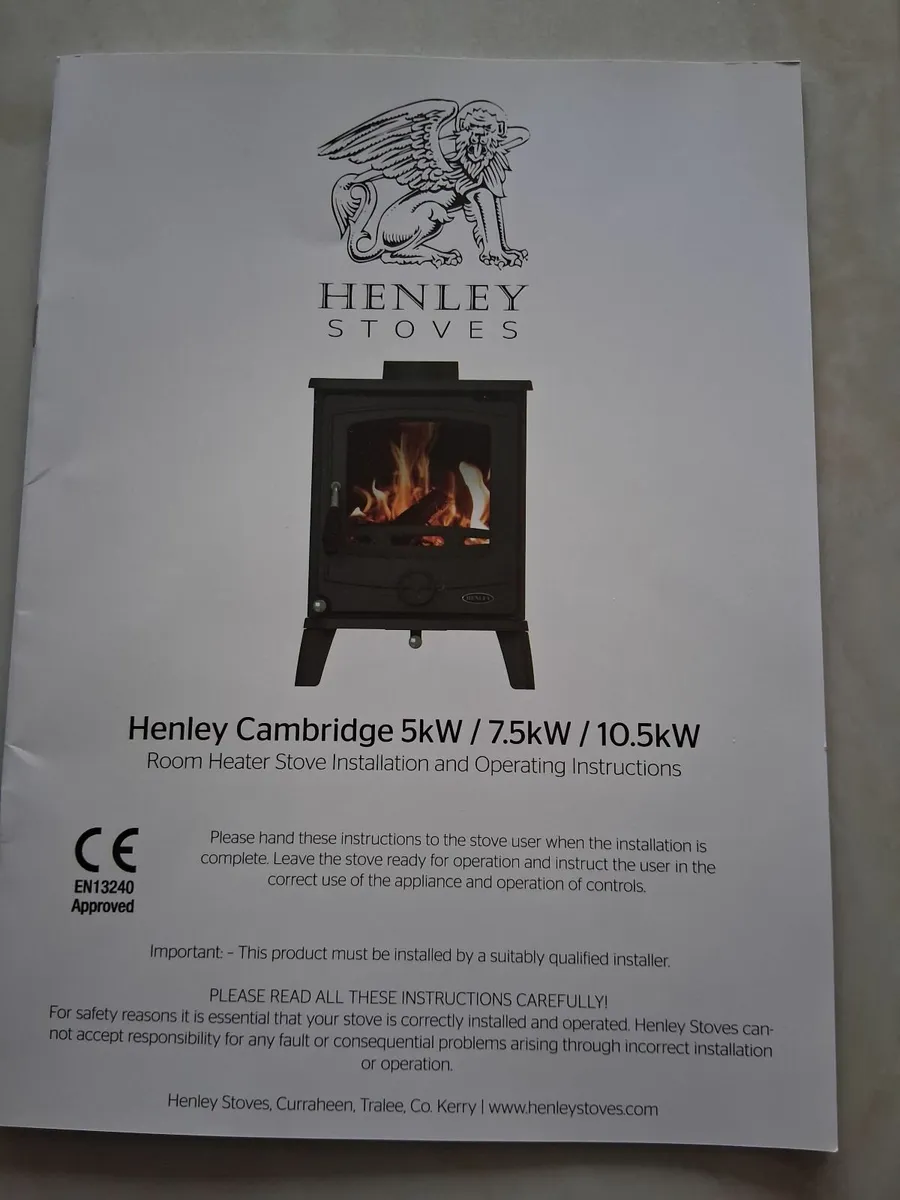 HENLEY
STOVES
HENLEY
Henley Cambridge 5kW / 7.5kW / 10.5kW
Room Heater Stove Installation and Operating Instructions
CE
EN13240
Approved
Please hand these instructions to the stove user when the installation is
complete. Leave the stove ready for operation and instruct the user in the
correct use of the appliance and operation of controls.
Important: - This product must be installed by a suitably qualified installer.
PLEASE READ ALL THESE INSTRUCTIONS CAREFULLY!
For safety reasons it is essential that your stove is correctly installed and operated. Henley Stoves can-
not accept responsibility for any fault or consequential problems arising through incorrect installation
or operation.
Henley Stoves, Curraheen, Tralee, Co. Kerry | www.henleystoves.com